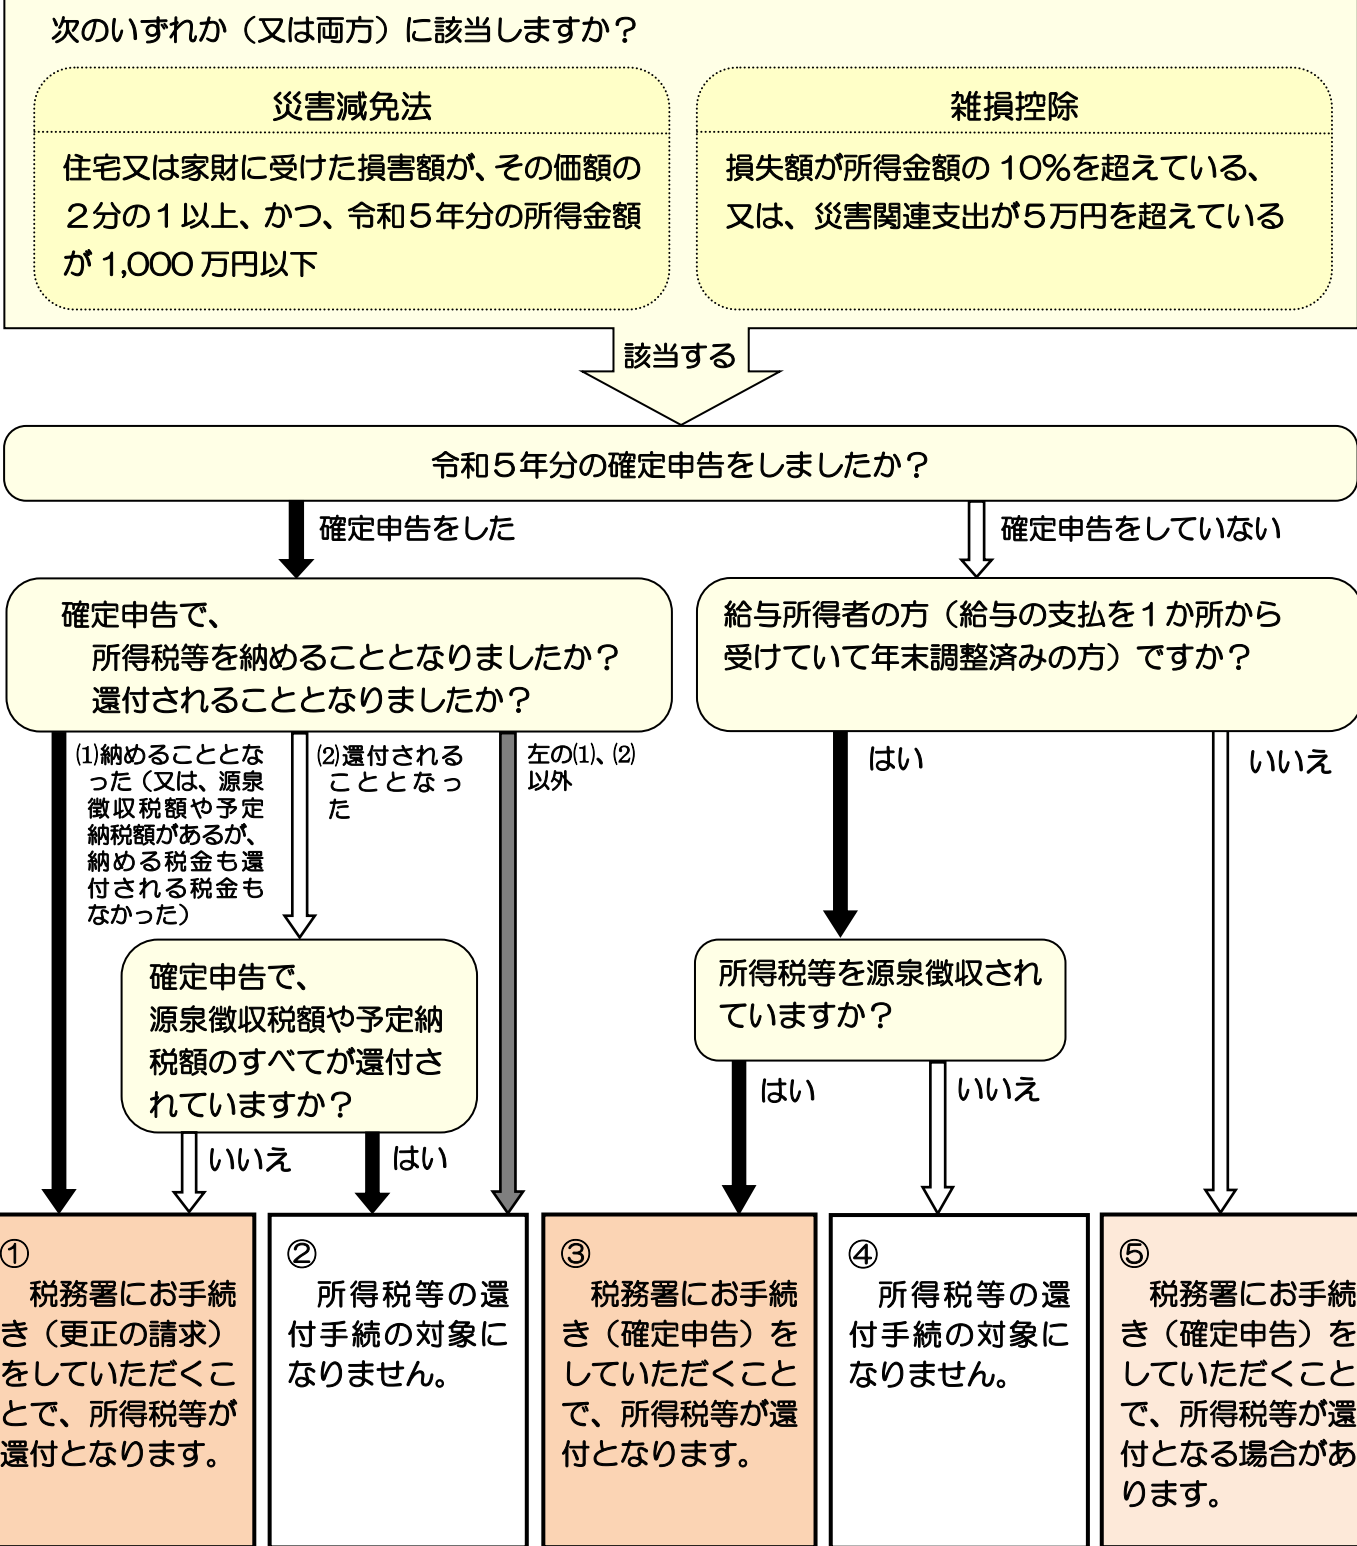 次のいずれか（又は両方）に該当しますか？
災害減免法
住宅又は家財に受けた損害額が、その価額の
２分の１以上、かつ、令和５年分の所得金額
が 1,000 万円以下
雑損控除
損失額が所得金額の 10％を超えている、
又は、災害関連支出が５万円を超えている
該当する
令和５年分の確定申告をしましたか？
確定申告をした
確定申告をしていない
確定申告で、
所得税等を納めることとなりましたか？
還付されることとなりましたか？
給与所得者の方（給与の支払を１か所から
受けていて年末調整済みの方）ですか？
⑴納めることとな
った（又は、源泉
徴収税額や予定
納税額があるが、
納める税金も還
付される税金も
なかった）
⑵還付される
こととなっ
た
左の⑴、⑵
以外
はい
いいえ
確定申告で、
源泉徴収税額や予定納
税額のすべてが還付さ
れていますか？
所得税等を源泉徴収され
ていますか？
いいえ
はい
はい
いいえ
①
税務署にお手続
き（更正の請求）
をしていただくこ
とで、所得税等が
還付となります。
②
所得税等の還
付手続の対象に
なりません。
③
税務署にお手続
き（確定申告）を
していただくこと
で、所得税等が還
付となります。
④
所得税等の還
付手続の対象に
なりません。
⑤
税務署にお手続
き（確定申告）を
していただくこと
で、所得税等が還
付となる場合があ
ります。